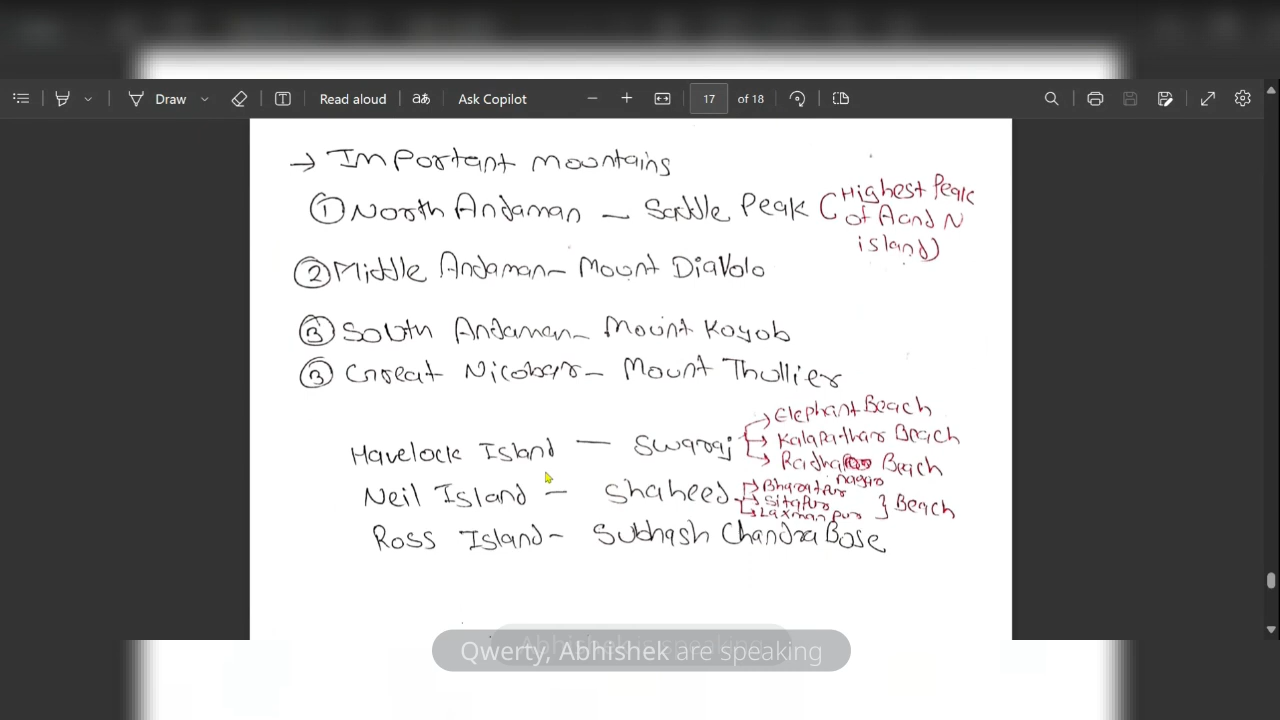 Draw Read aloud aあ Ask Copilot 17 of 18
→ Important mountains
① North Andaman – Saddle Peak (Highest Peak of A and N island)
② Middle Andaman – Mount Diavolo
③ South Andaman – Mount Koyob
③ Great Nicobar – Mount Thullier
Havelock Island – Swaraj
→ Elephant Beach
→ Kalapathar Beach
→ Radhanagar Beach
Neil Island – Shaheed
→ Bharatpur
→ Sitapur } Beach
→ Laxmanpur
Ross Island – Subhash Chandra Bose
Qwerty, Abhishek are speaking